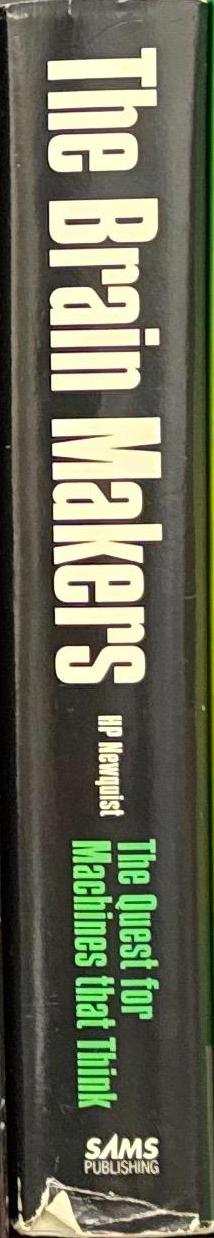 The Brain Makers
HP Newquist
The Quest for
Machines that Think
SAMS
PUBLISHING